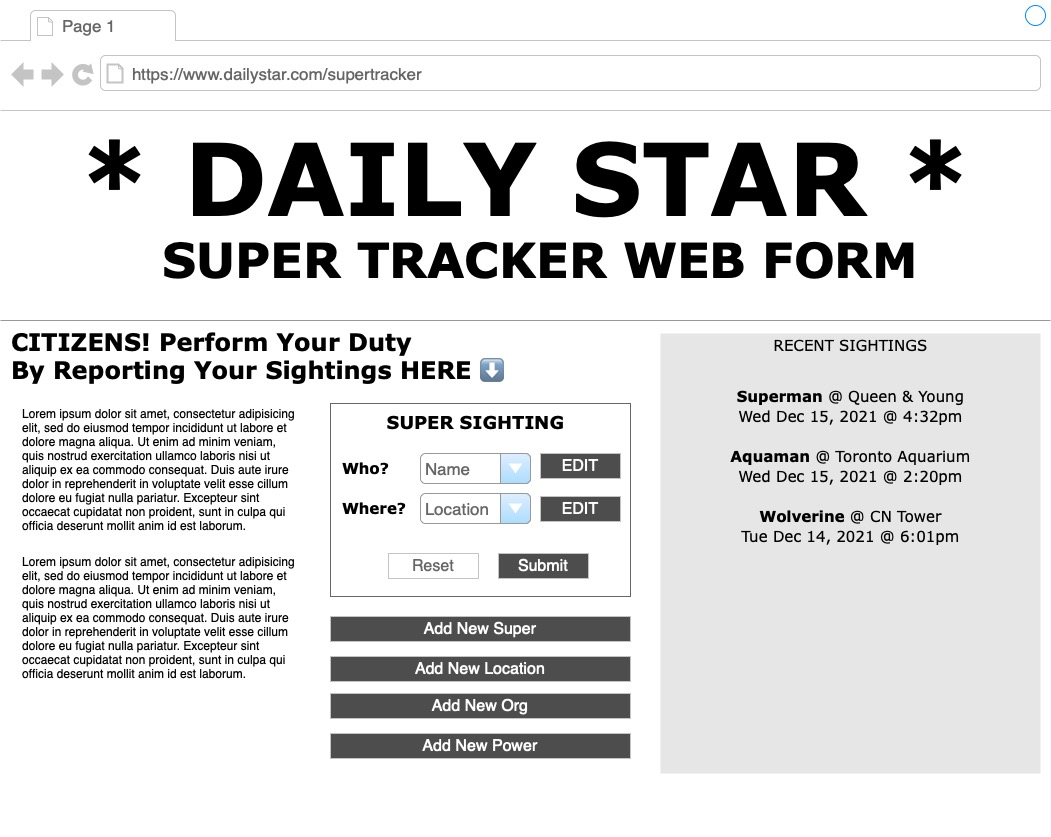 Page 1
https://www.dailystar.com/supertracker
* DAILY STAR *
SUPER TRACKER WEB FORM
CITIZENS! Perform Your Duty
By Reporting Your Sightings HERE ⬇️
Lorem ipsum dolor sit amet, consectetur adipisicing
elit, sed do eiusmod tempor incididunt ut labore et
dolore magna aliqua. Ut enim ad minim veniam,
quis nostrud exercitation ullamco laboris nisi ut
aliquip ex ea commodo consequat. Duis aute irure
dolor in reprehenderit in voluptate velit esse cillum
dolore eu fugiat nulla pariatur. Excepteur sint
occaecat cupidatat non proident, sunt in culpa qui
officia deserunt mollit anim id est laborum.
Lorem ipsum dolor sit amet, consectetur adipisicing
elit, sed do eiusmod tempor incididunt ut labore et
dolore magna aliqua. Ut enim ad minim veniam,
quis nostrud exercitation ullamco laboris nisi ut
aliquip ex ea commodo consequat. Duis aute irure
dolor in reprehenderit in voluptate velit esse cillum
dolore eu fugiat nulla pariatur. Excepteur sint
occaecat cupidatat non proident, sunt in culpa qui
officia deserunt mollit anim id est laborum.
SUPER SIGHTING
Who? Name EDIT
Where? Location EDIT
Reset Submit
Add New Super
Add New Location
Add New Org
Add New Power
RECENT SIGHTINGS
Superman @ Queen & Young
Wed Dec 15, 2021 @ 4:32pm
Aquaman @ Toronto Aquarium
Wed Dec 15, 2021 @ 2:20pm
Wolverine @ CN Tower
Tue Dec 14, 2021 @ 6:01pm